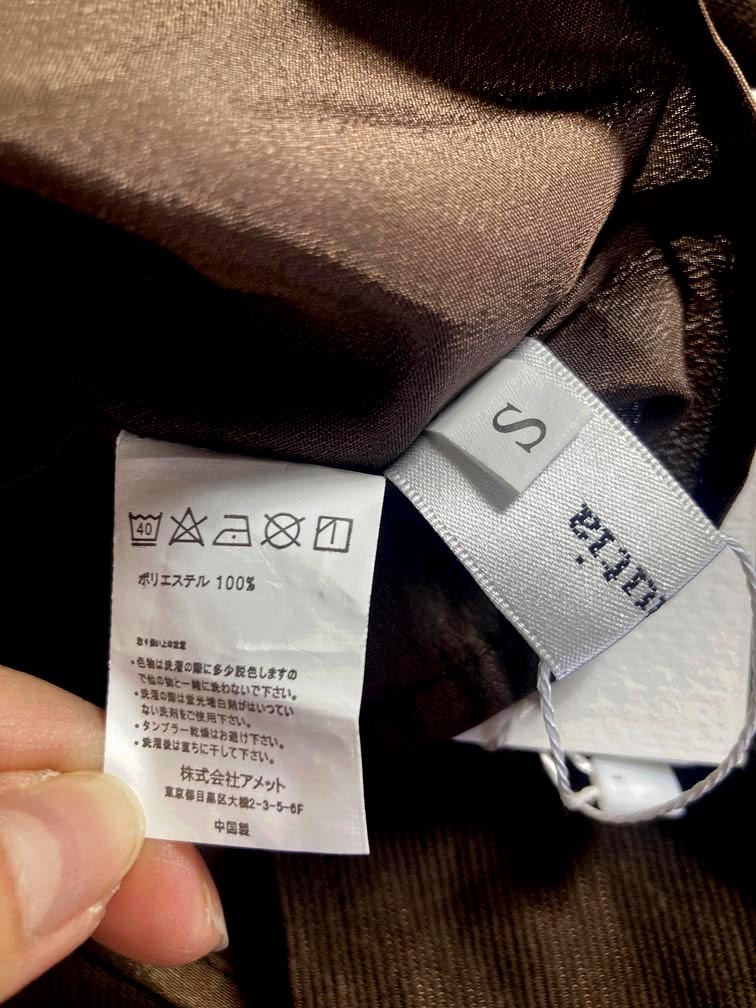 S
utia
40
ポリエステル 100%
取り扱い上の注意
・色物は洗濯の際に多少脱色しますの
で他の物と一緒に洗わないで下さい。
・洗濯の際は蛍光増白剤がはいってい
ない洗剤をご使用下さい。
・タンブラー乾燥はお避け下さい。
・洗濯後は直ちに干して下さい。
株式会社アメット
東京都目黒区大橋2-3-5-6F
中国製